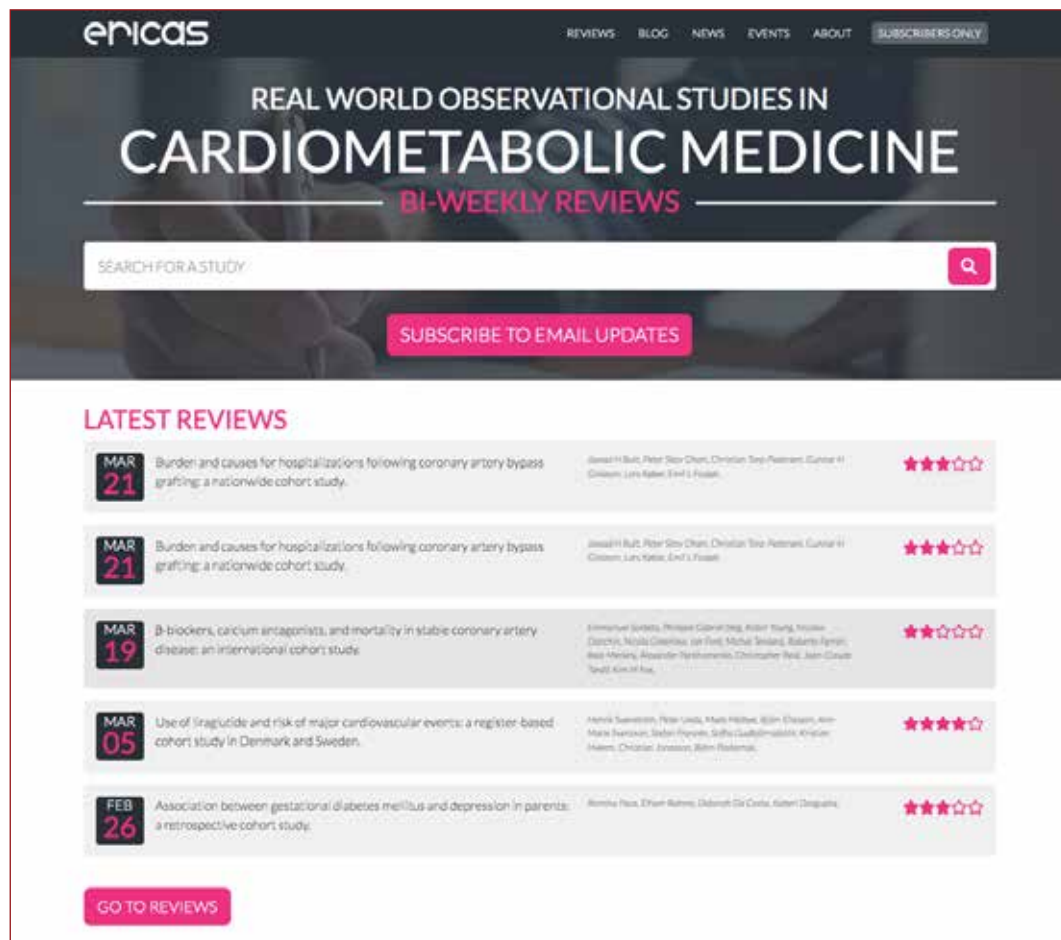 ericas
REVIEWS BLOG NEWS EVENTS ABOUT SUBSCRIBERS ONLY
REAL WORLD OBSERVATIONAL STUDIES IN
CARDIOMETABOLIC MEDICINE
BI-WEEKLY REVIEWS
SEARCH FOR A STUDY
SUBSCRIBE TO EMAIL UPDATES
LATEST REVIEWS
MAR
21
Burden and causes for hospitalizations following coronary artery bypass
grafting: a nationwide cohort study.
MAR
21
Burden and causes for hospitalizations following coronary artery bypass
grafting: a nationwide cohort study.
MAR
19
β-blockers, calcium antagonists, and mortality in stable coronary artery
disease: an international cohort study.
MAR
05
Use of liraglutide and risk of major cardiovascular events: a register-based
cohort study in Denmark and Sweden.
FEB
26
Association between gestational diabetes mellitus and depression in parents:
a retrospective cohort study.
GO TO REVIEWS